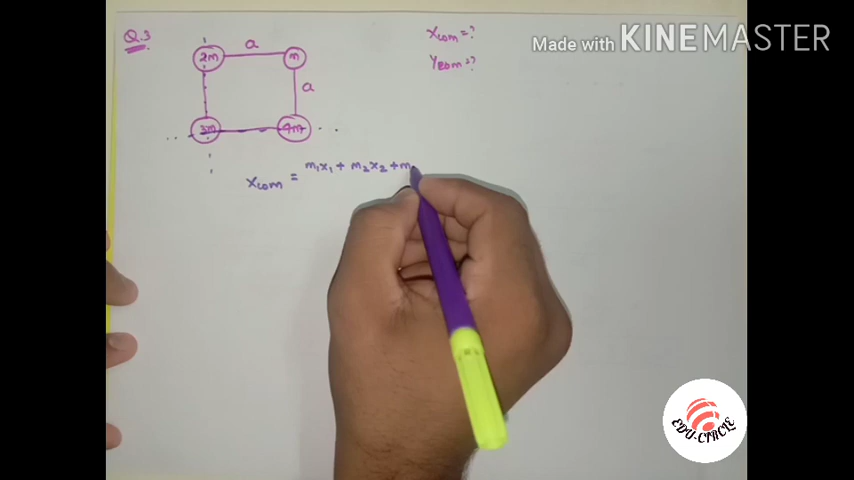 Q.3
a
2m m
a
3m 4m
Xcom = ?
Ycom = ?
Xcom = m₁x₁ + m₂x₂ + m
Made with KINEMASTER
EDU-CIRCLE